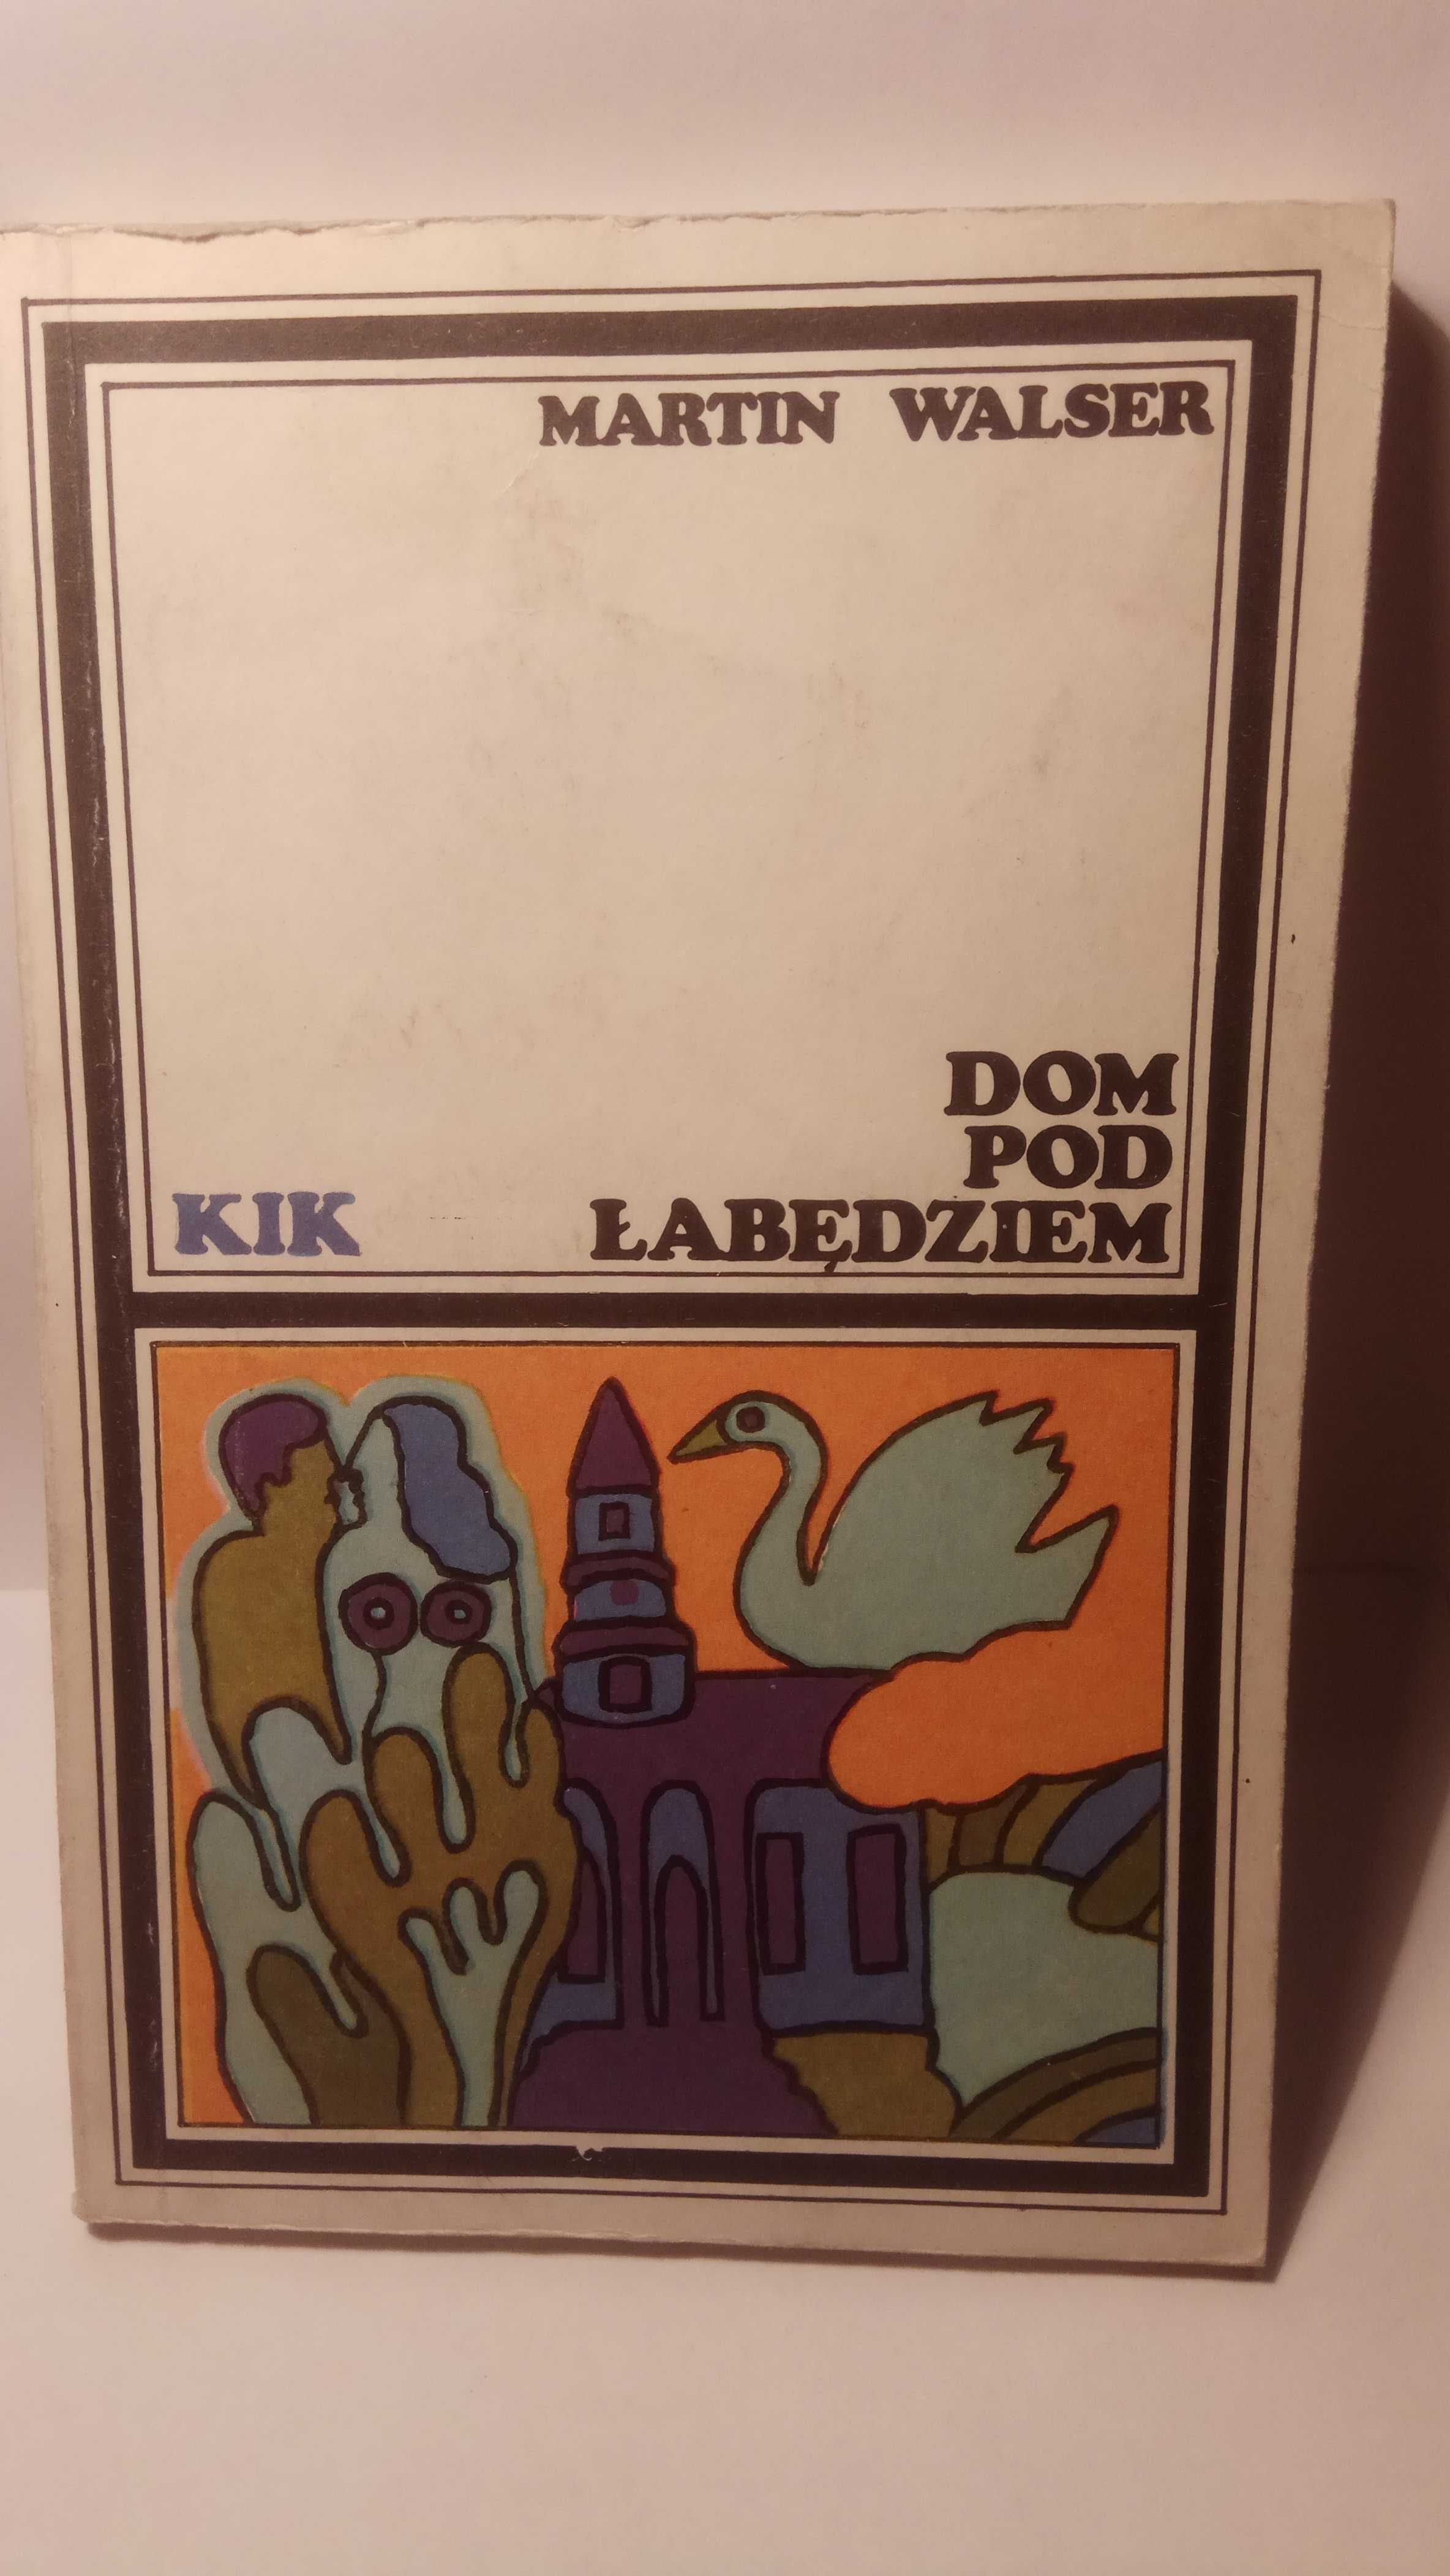 MARTIN WALSER
DOM
POD
KIK ŁABĘDZIEM